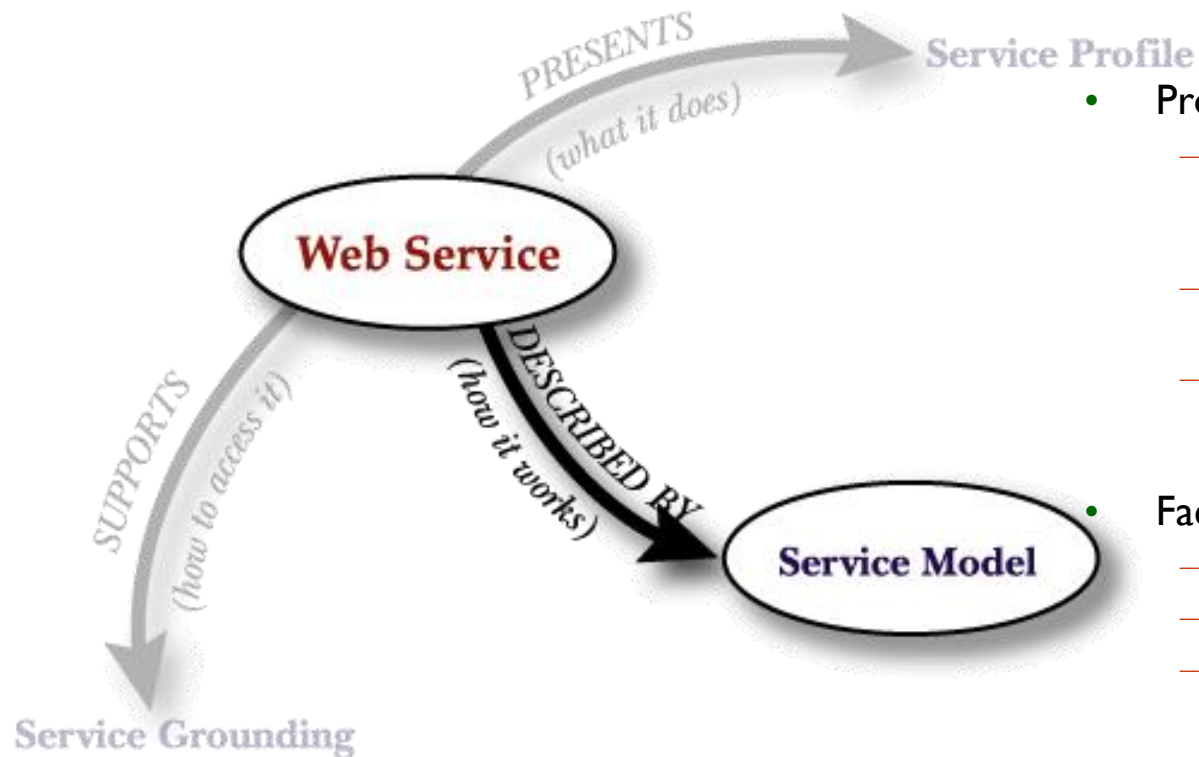 PRESENTS
(what it does)
Service Profile
Web Service
DESCRIBED BY
(how it works)
SUPPORTS
(how to access it)
Service Model
Service Grounding